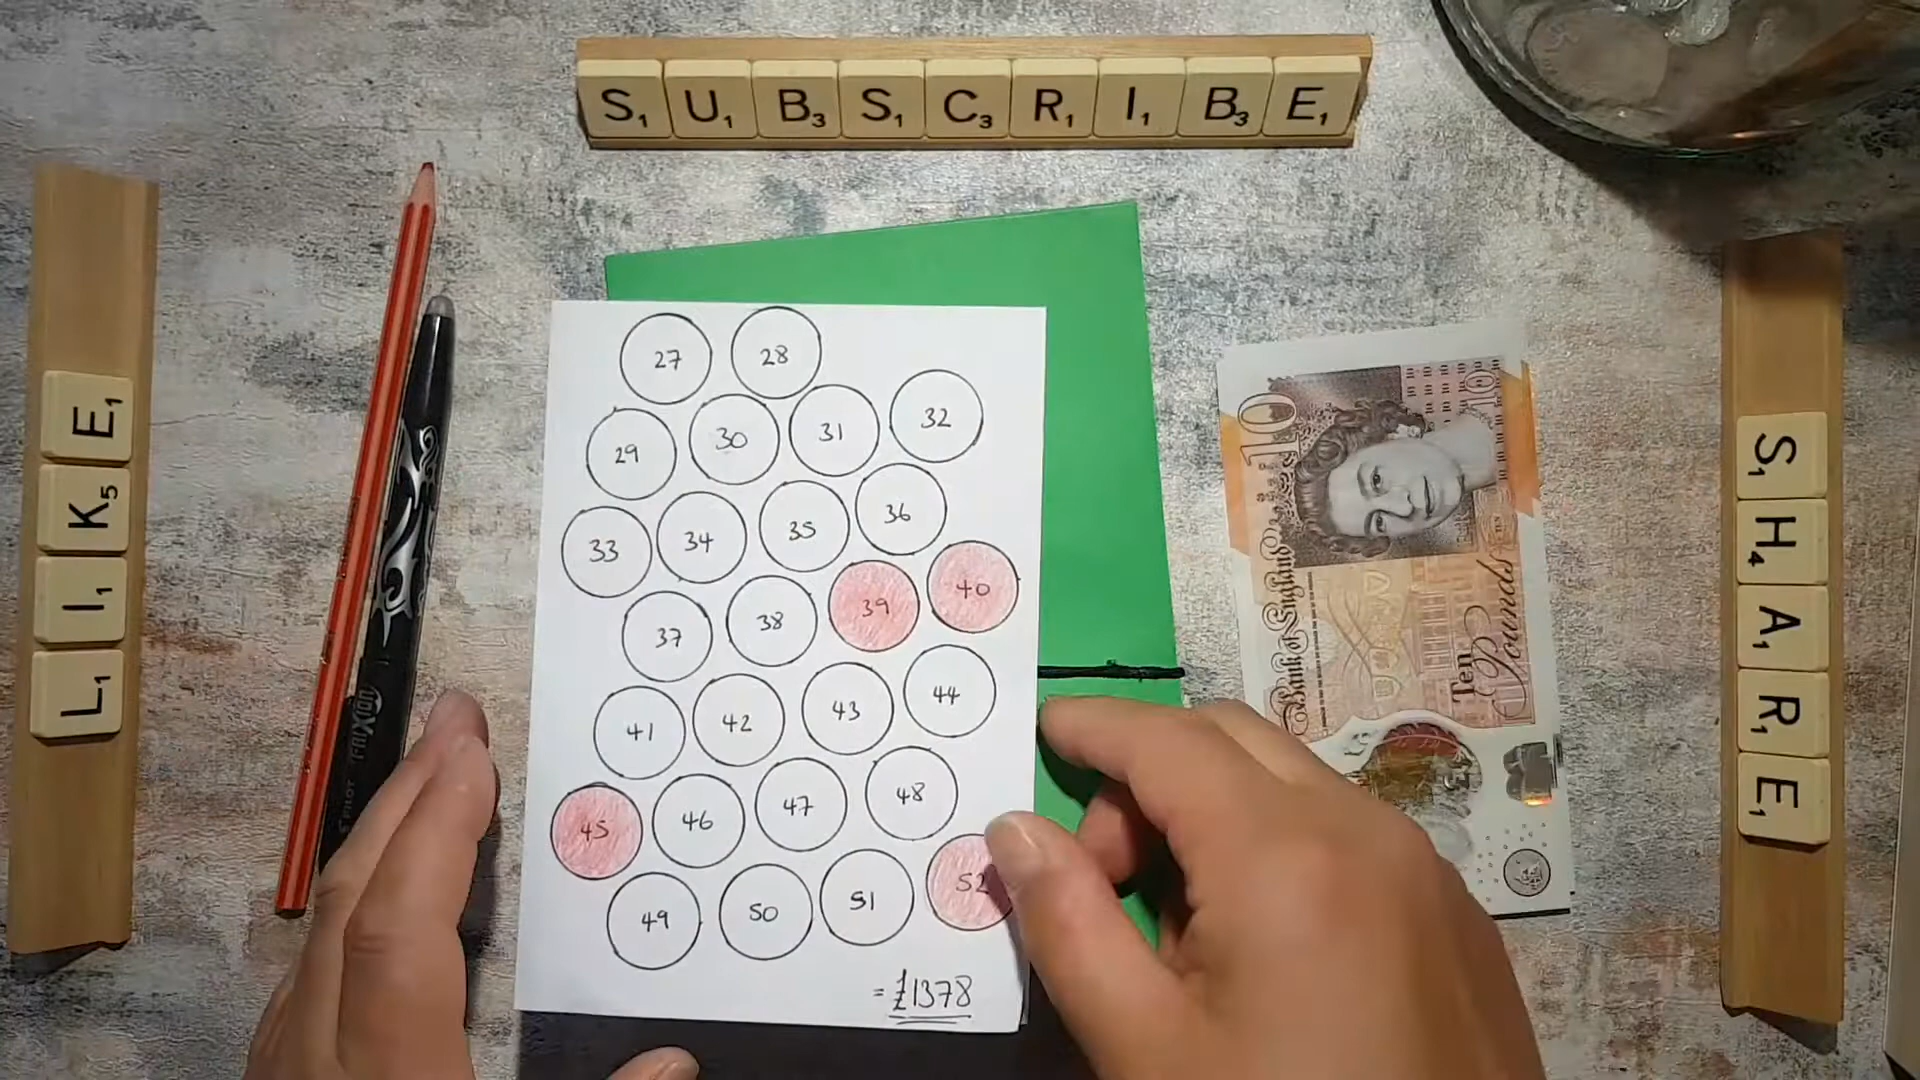 SUBSCRIBE
LIKE
27 28
29 30 31 32
33 34 35 36
37 38 39 40
41 42 43 44
45 46 47 48
49 50 51 52
= £1378
PILOT FRIXION
10
Bank of England
Ten
Pounds
SHARE